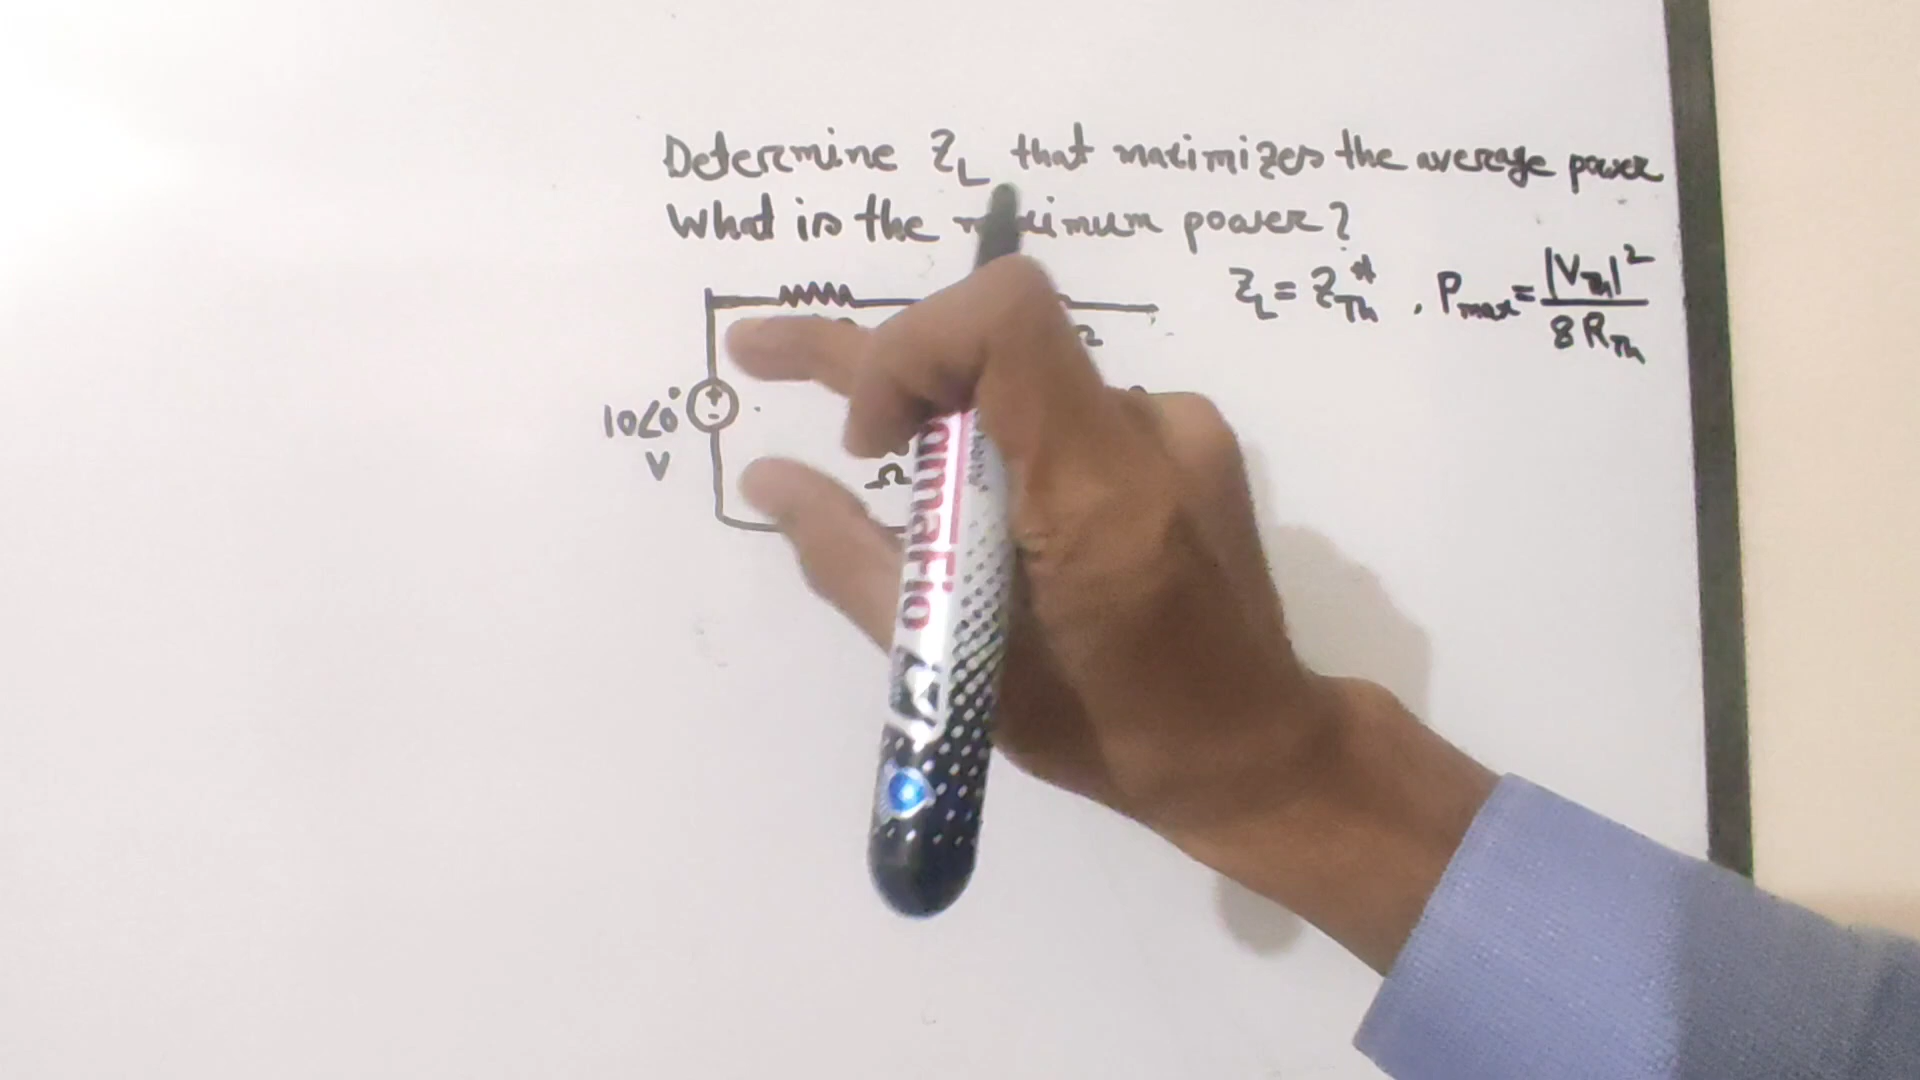 Determine Z_L that maximizes the average power
What is the power?
Z_L = Z_Th^* . P_max = |V_Th|^2 / 8 R_Th
Ω
10∠0° + -
V
Ω